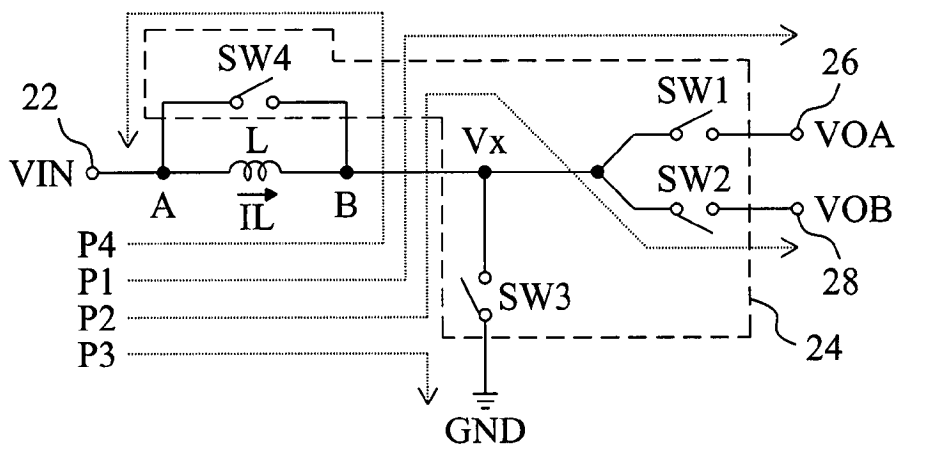 SW4
22
L
VIN
A
IL
B
Vx
SW1
26
VOA
SW2
VOB
28
P4
P1
P2
P3
SW3
24
GND